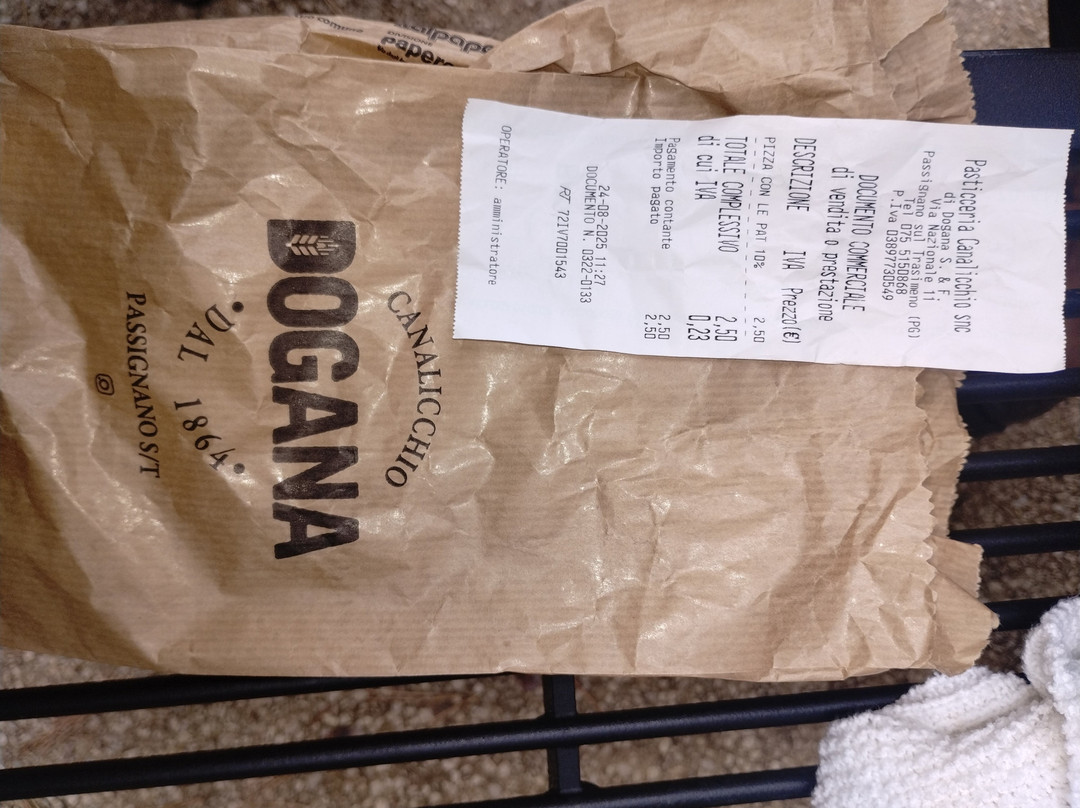 Pasticceria Canalicchio snc
di Dogana S. & F.
Via Nazionale 11
Passignano sul Trasimeno (PG)
Tel 075 5150868
P.Iva 03897730549
DOCUMENTO COMMERCIALE
di vendita o prestazione
DESCRIZIONE IVA Prezzo(€)
PIZZA CON LE PAT 10% 2,50
TOTALE COMPLESSIVO 2,50
di cui IVA 0,23
Pagamento contante 2,50
Importo pagato 2,50
24-08-2025 11:27
DOCUMENTO N. 0322-0133
RT 72IV7001543
OPERATORE: amministratore
CANALICCHIO
DOGANA
•DAL 1864•
PASSIGNANO S/T